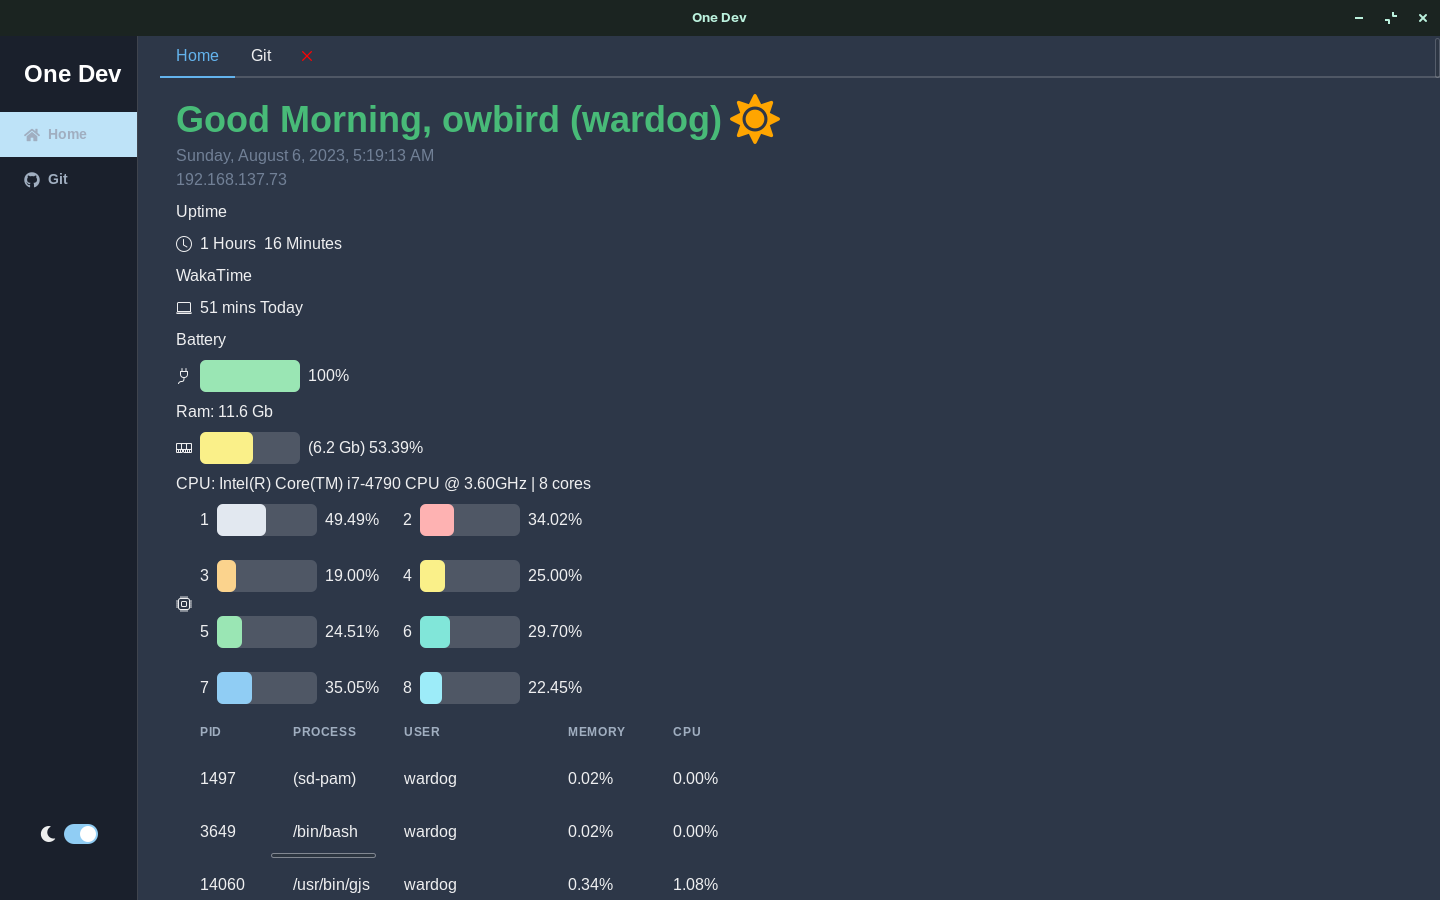 One Dev
One Dev
Home
Git
Home Git
Good Morning, owbird (wardog)
Sunday, August 6, 2023, 5:19:13 AM
192.168.137.73
Uptime
1 Hours 16 Minutes
WakaTime
51 mins Today
Battery
100%
Ram: 11.6 Gb
(6.2 Gb) 53.39%
CPU: Intel(R) Core(TM) i7-4790 CPU @ 3.60GHz | 8 cores
1 49.49% 2 34.02%
3 19.00% 4 25.00%
5 24.51% 6 29.70%
7 35.05% 8 22.45%
PID PROCESS USER MEMORY CPU
1497 (sd-pam) wardog 0.02% 0.00%
3649 /bin/bash wardog 0.02% 0.00%
14060 /usr/bin/gjs wardog 0.34% 1.08%